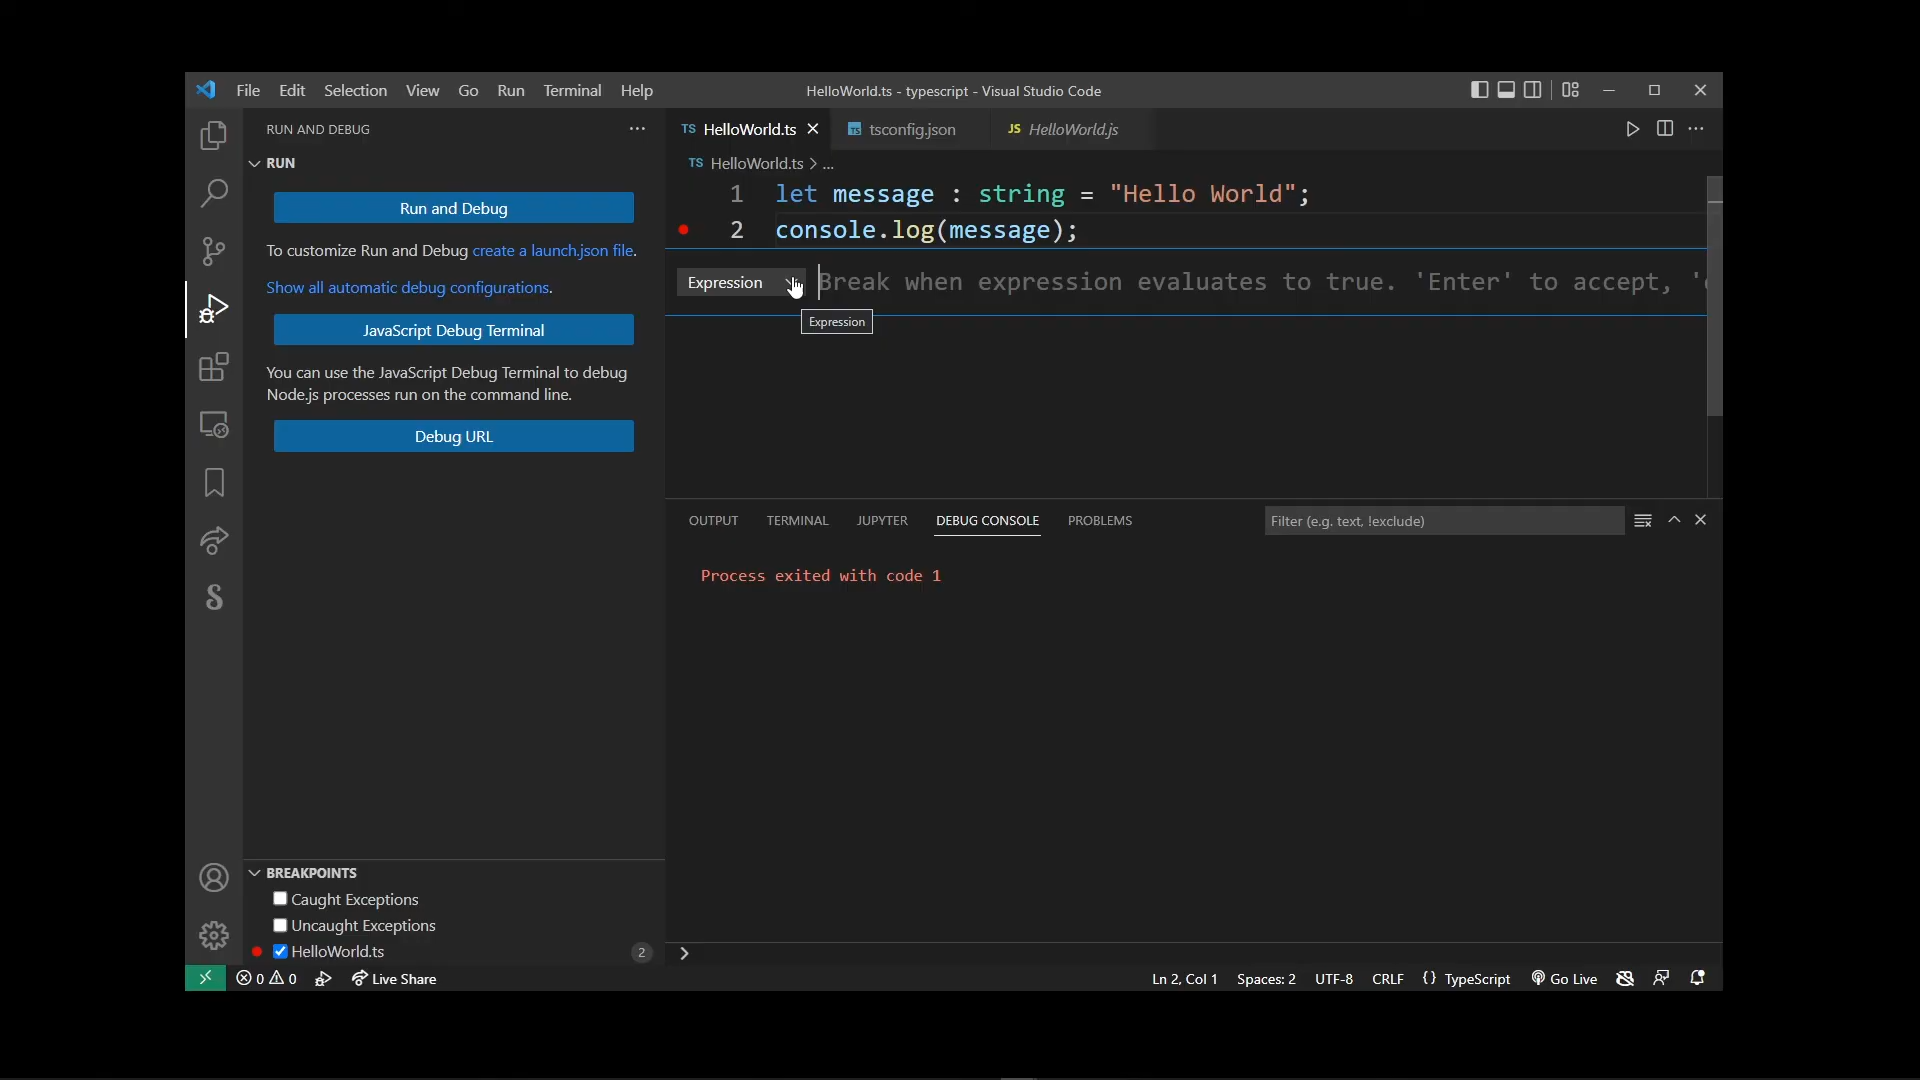 File Edit Selection View Go Run Terminal Help
HelloWorld.ts - typescript - Visual Studio Code
RUN AND DEBUG
RUN
Run and Debug
To customize Run and Debug create a launch.json file.
Show all automatic debug configurations.
JavaScript Debug Terminal
You can use the JavaScript Debug Terminal to debug
Node.js processes run on the command line.
Debug URL
BREAKPOINTS
Caught Exceptions
Uncaught Exceptions
HelloWorld.ts 2
TS HelloWorld.ts tsconfig.json JS HelloWorld.js
TS HelloWorld.ts > ...
1 let message : string = "Hello World";
2 console.log(message);
Expression Break when expression evaluates to true. 'Enter' to accept, '
Expression
OUTPUT TERMINAL JUPYTER DEBUG CONSOLE PROBLEMS
Filter (e.g. text, !exclude)
Process exited with code 1
0 0 Live Share
Ln 2, Col 1 Spaces: 2 UTF-8 CRLF {} TypeScript Go Live